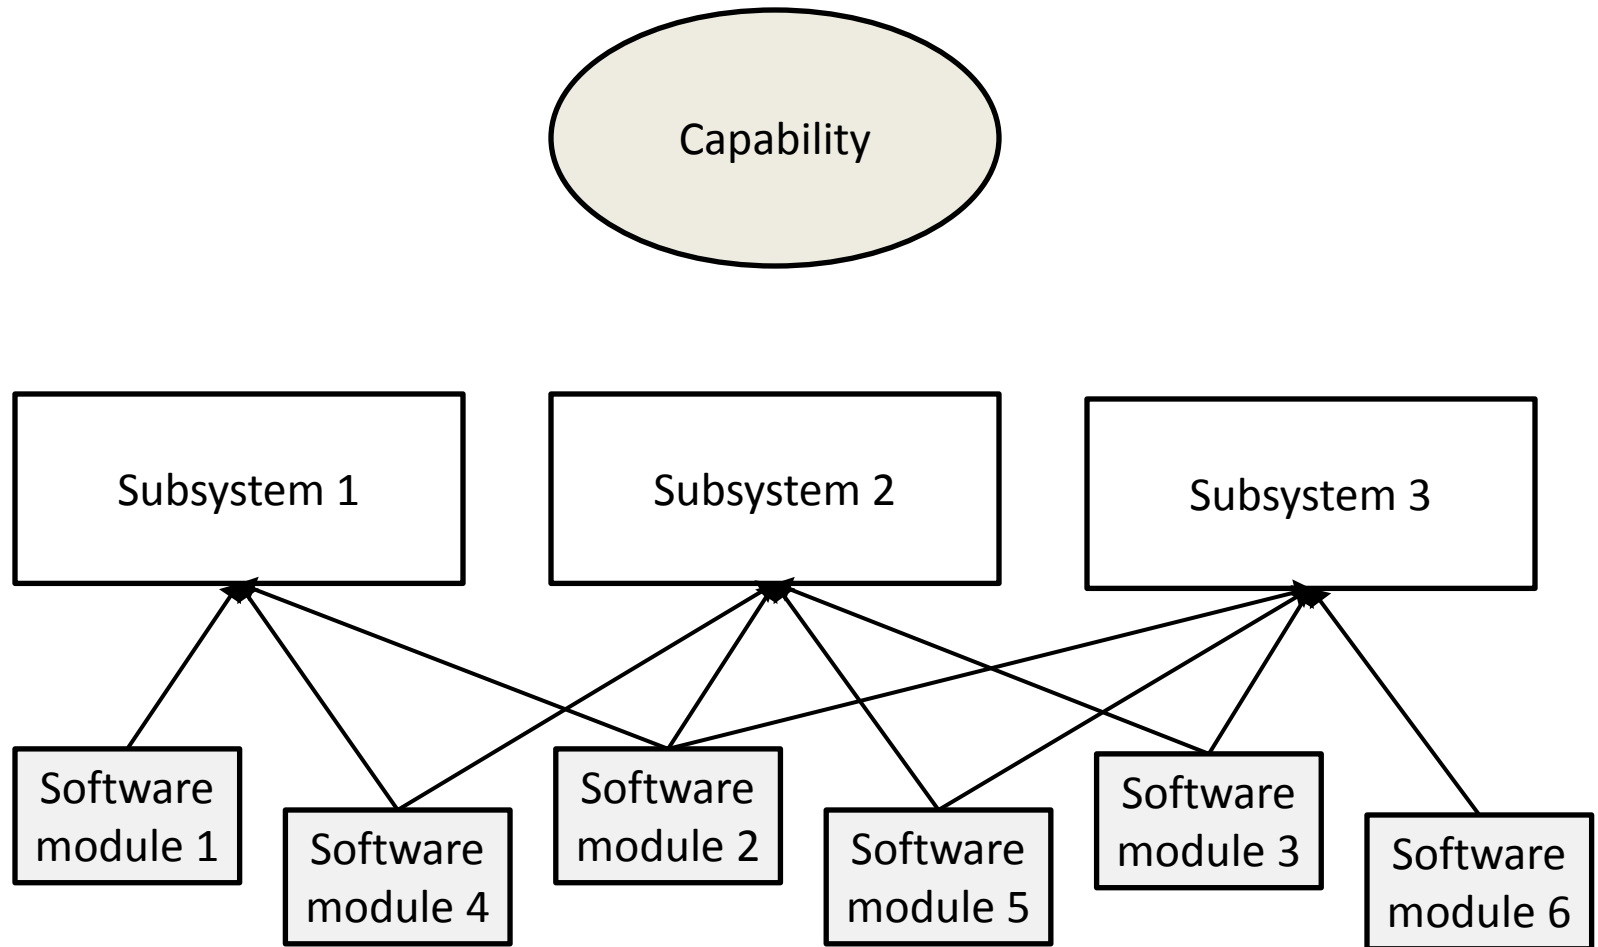 Capability
Subsystem 1
Subsystem 2
Subsystem 3
Software
module 1
Software
module 4
Software
module 2
Software
module 5
Software
module 3
Software
module 6